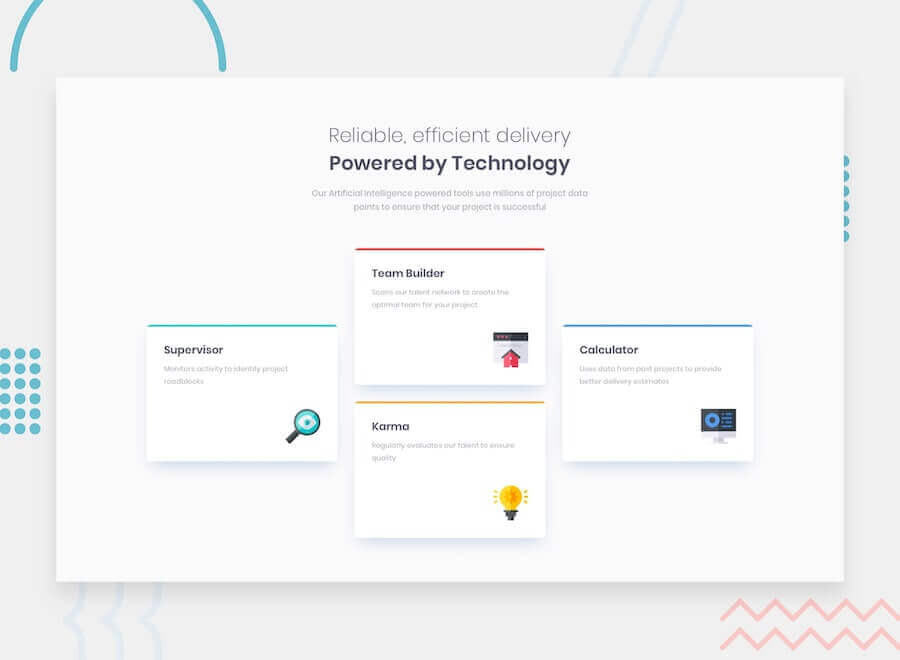 Reliable, efficient delivery
Powered by Technology
Our Artificial Intelligence powered tools use millions of project data
points to ensure that your project is successful
Team Builder
Scans our talent network to create the
optimal team for your project
Supervisor
Monitors activity to identify project
roadblocks
Calculator
Uses data from past projects to provide
better delivery estimates
Karma
Regularly evaluates our talent to ensure
quality